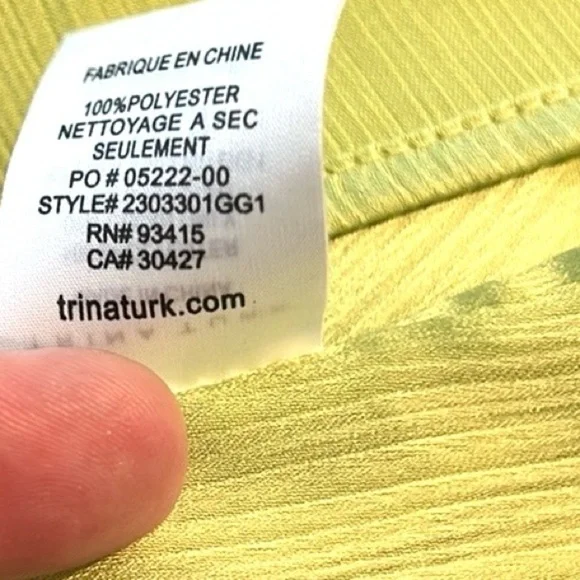 FABRIQUE EN CHINE
100%POLYESTER
NETTOYAGE A SEC
SEULEMENT
PO # 05222-00
STYLE# 2303301GG1
RN# 93415
CA# 30427
trinaturk.com